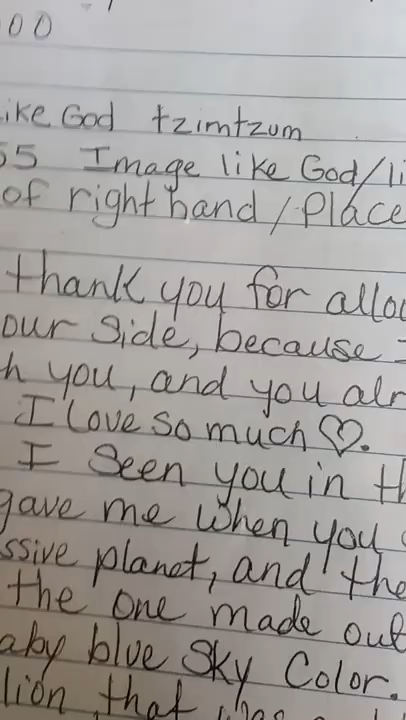 00
ike God tzimtzum
55 Image like God/li
of right hand / Place
thank you for allou
our side, because I
h you, and you alr
I love so much ♡.
I seen you in th
gave me when you
ssive planet, and the
the one made out
aby blue sky Color.
lion that